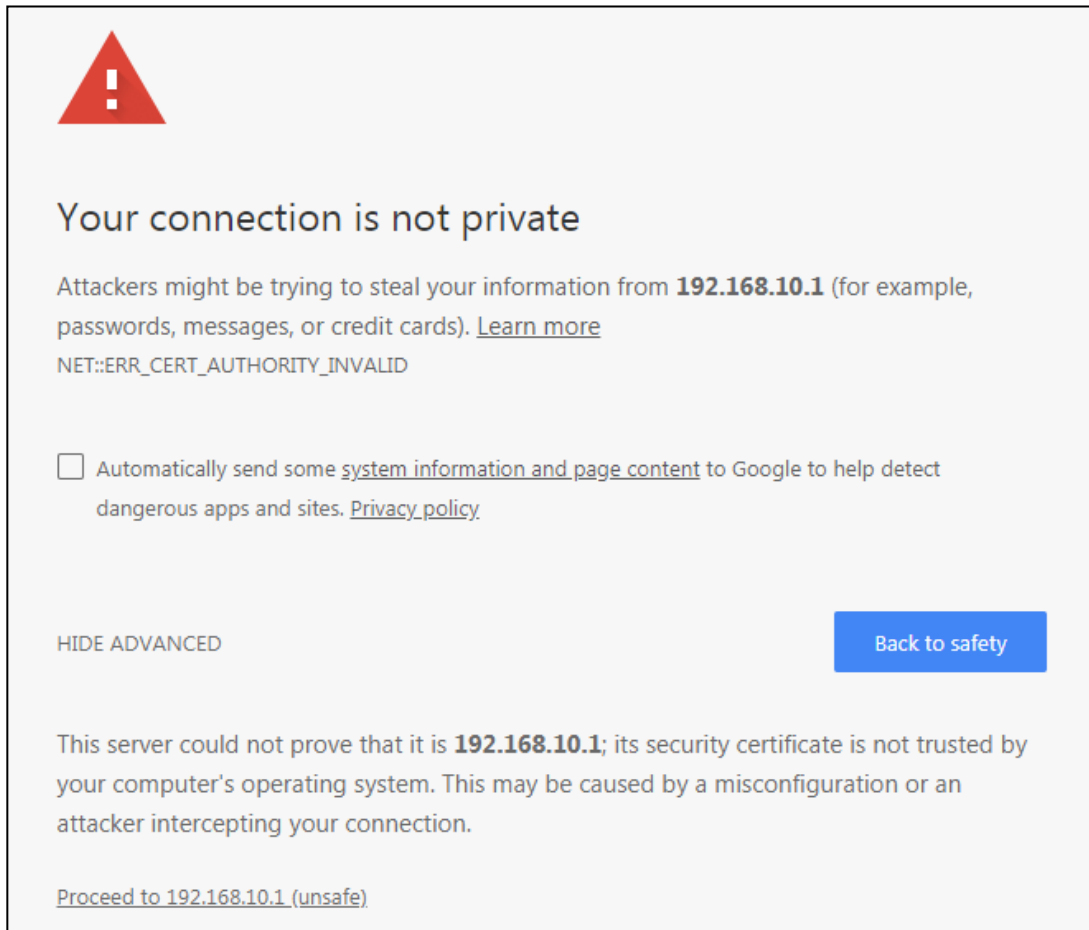 Your connection is not private
Attackers might be trying to steal your information from 192.168.10.1 (for example,
passwords, messages, or credit cards). Learn more
NET::ERR_CERT_AUTHORITY_INVALID
Automatically send some system information and page content to Google to help detect
dangerous apps and sites. Privacy policy
HIDE ADVANCED
Back to safety
This server could not prove that it is 192.168.10.1; its security certificate is not trusted by
your computer's operating system. This may be caused by a misconfiguration or an
attacker intercepting your connection.
Proceed to 192.168.10.1 (unsafe)